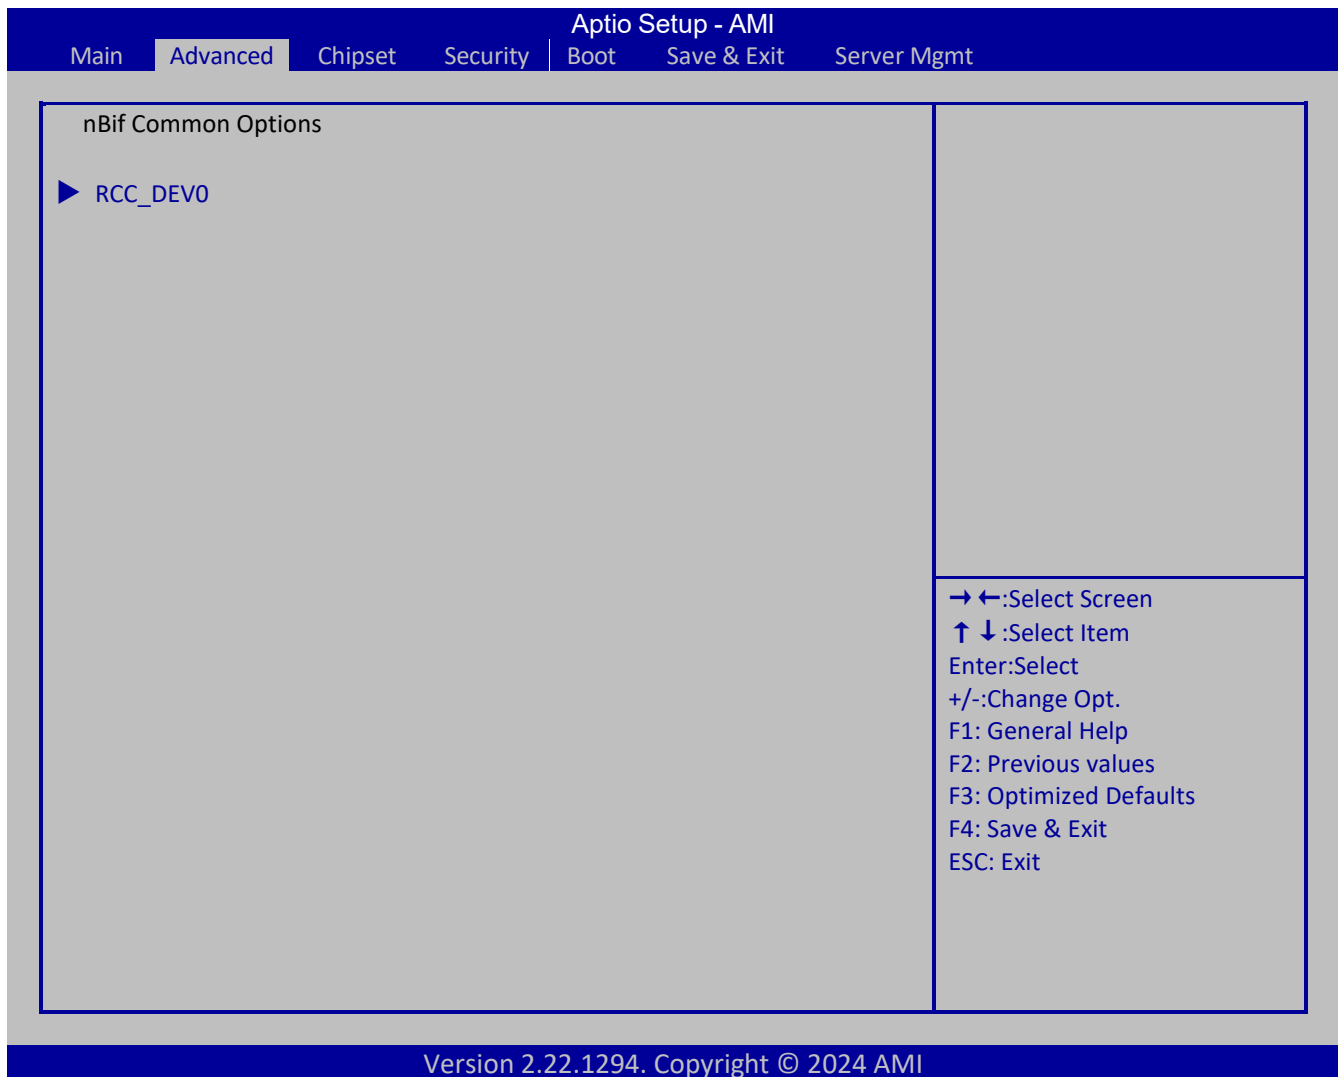 Aptio Setup - AMI
Main Advanced Chipset Security Boot Save & Exit Server Mgmt
nBif Common Options
▶ RCC_DEV0
→ ←:Select Screen
↑ ↓ :Select Item
Enter:Select
+/-:Change Opt.
F1: General Help
F2: Previous values
F3: Optimized Defaults
F4: Save & Exit
ESC: Exit
Version 2.22.1294. Copyright © 2024 AMI